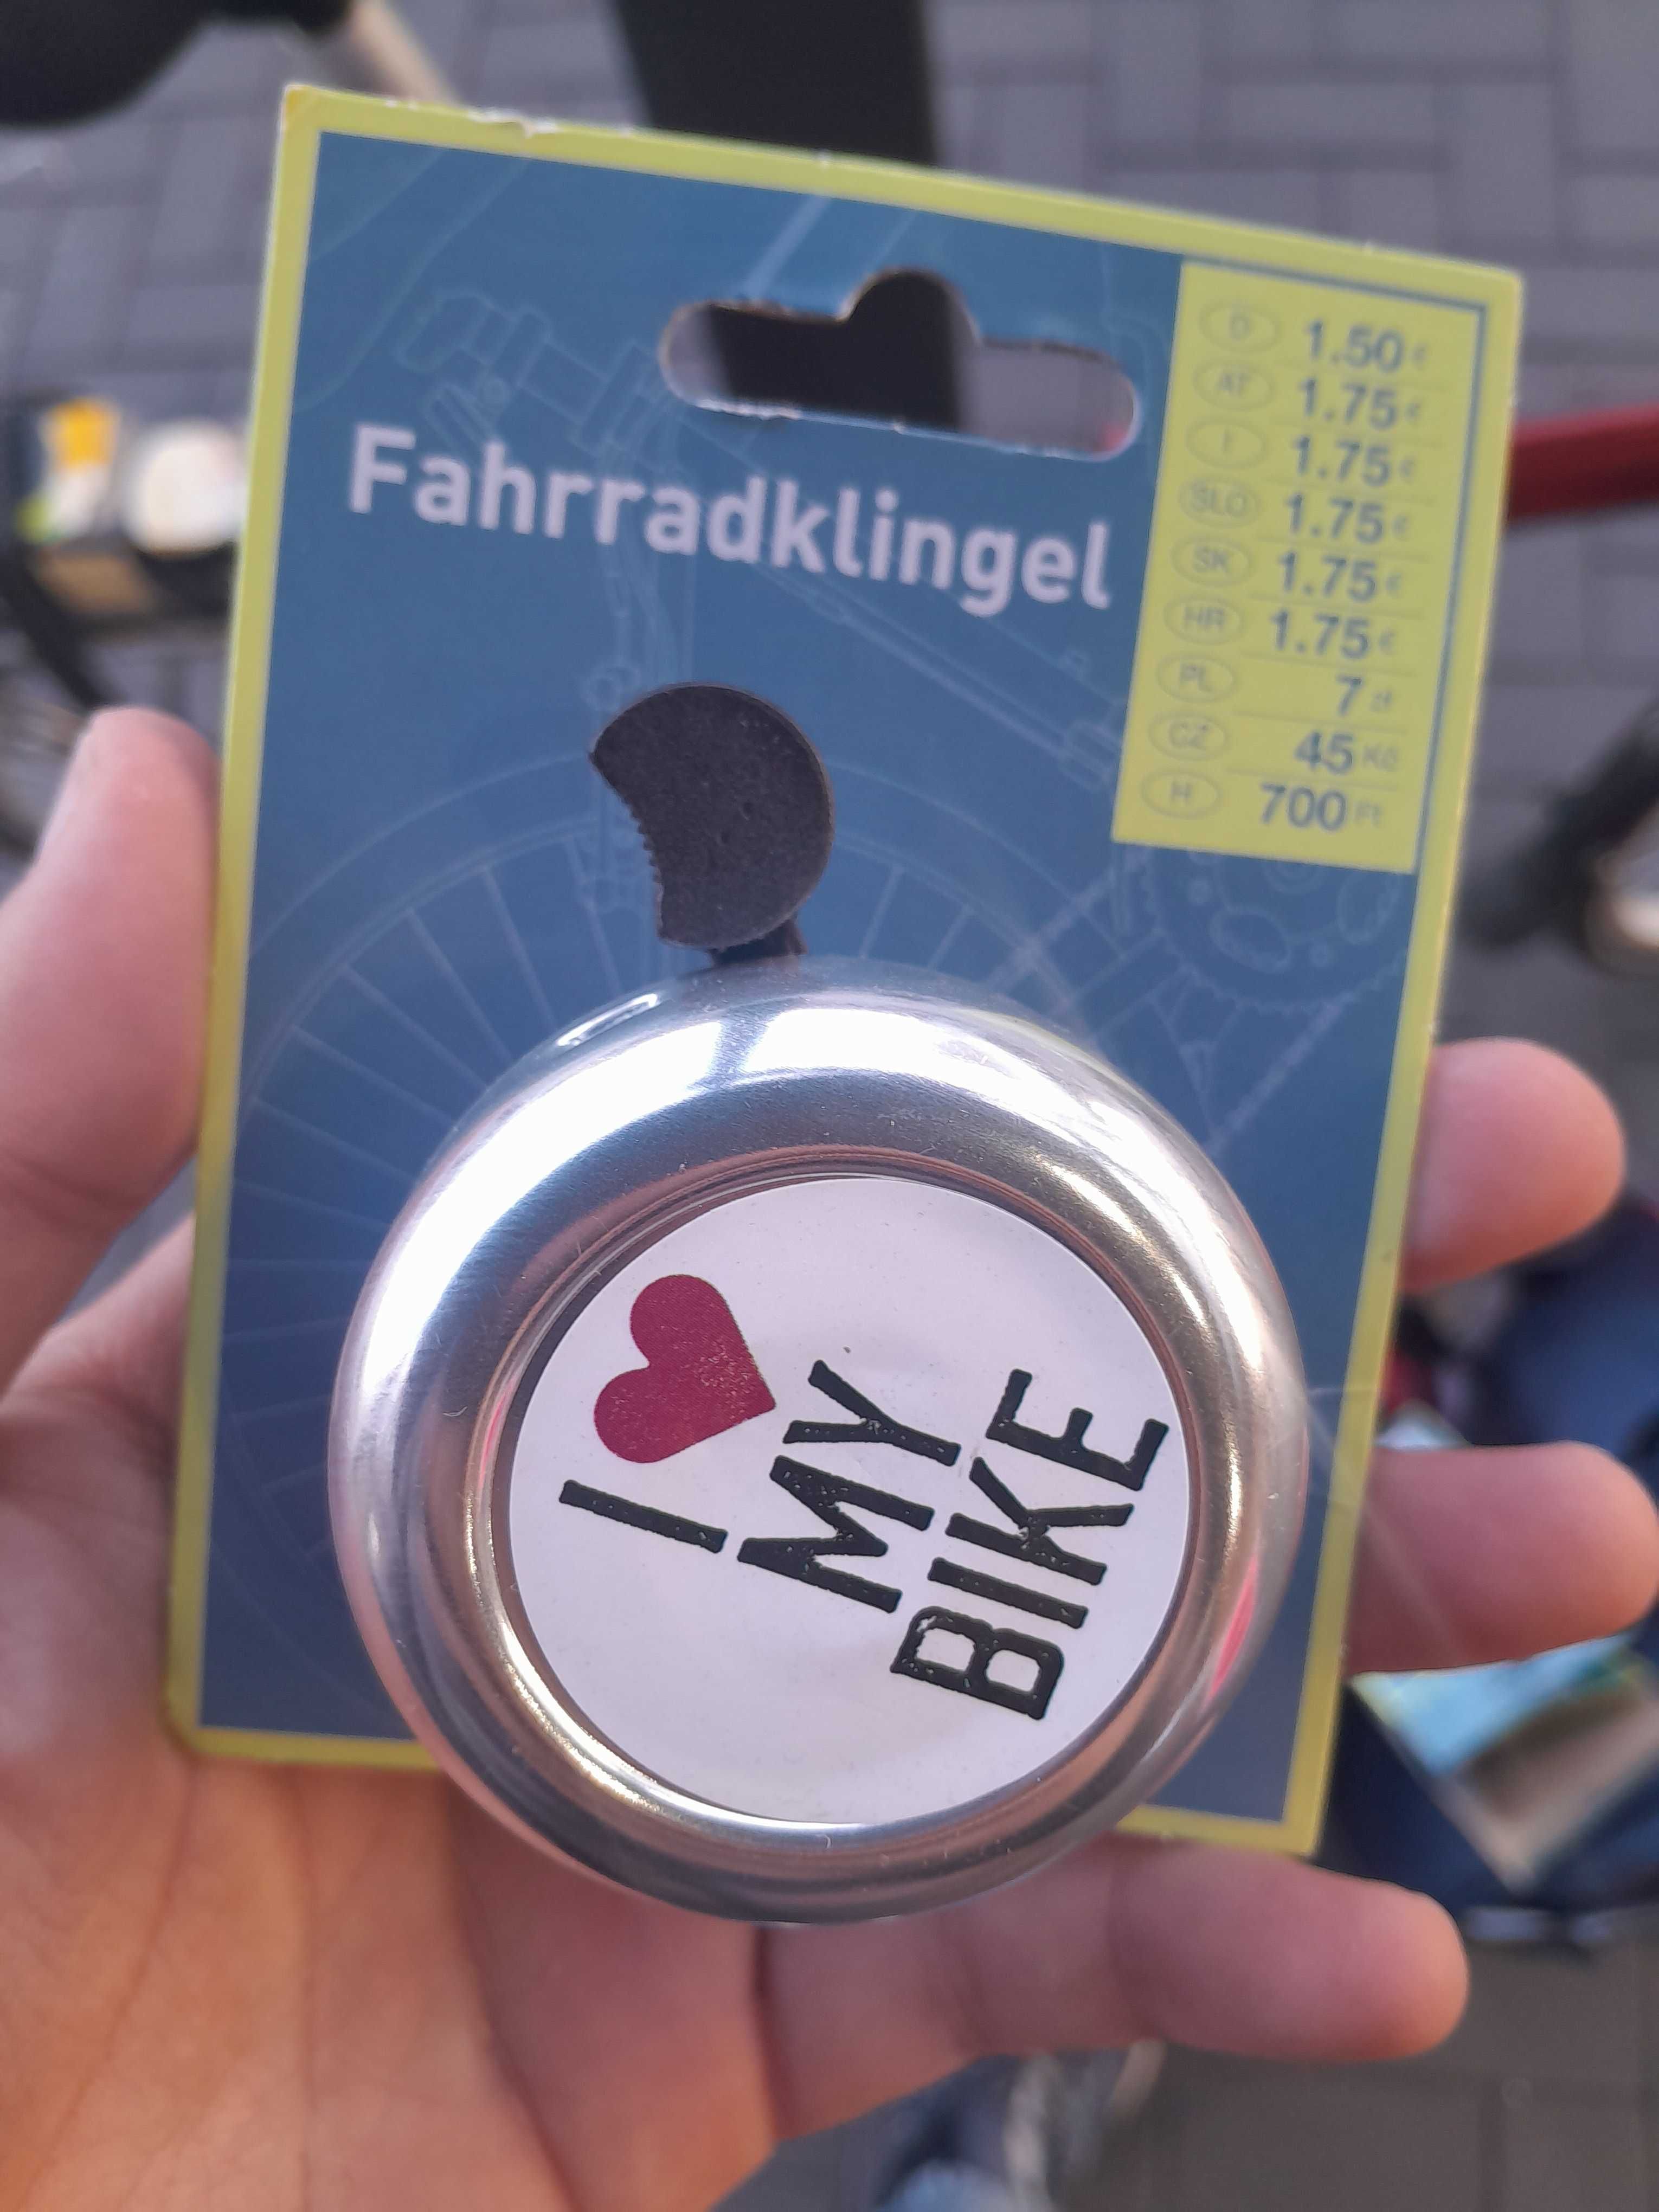 Fahrradklingel
D 1.50 €
AT 1.75 €
I 1.75 €
SLO 1.75 €
SK 1.75 €
HR 1.75 €
PL 7 zł
CZ 45 Kč
H 700 Ft
I
MY
BIKE